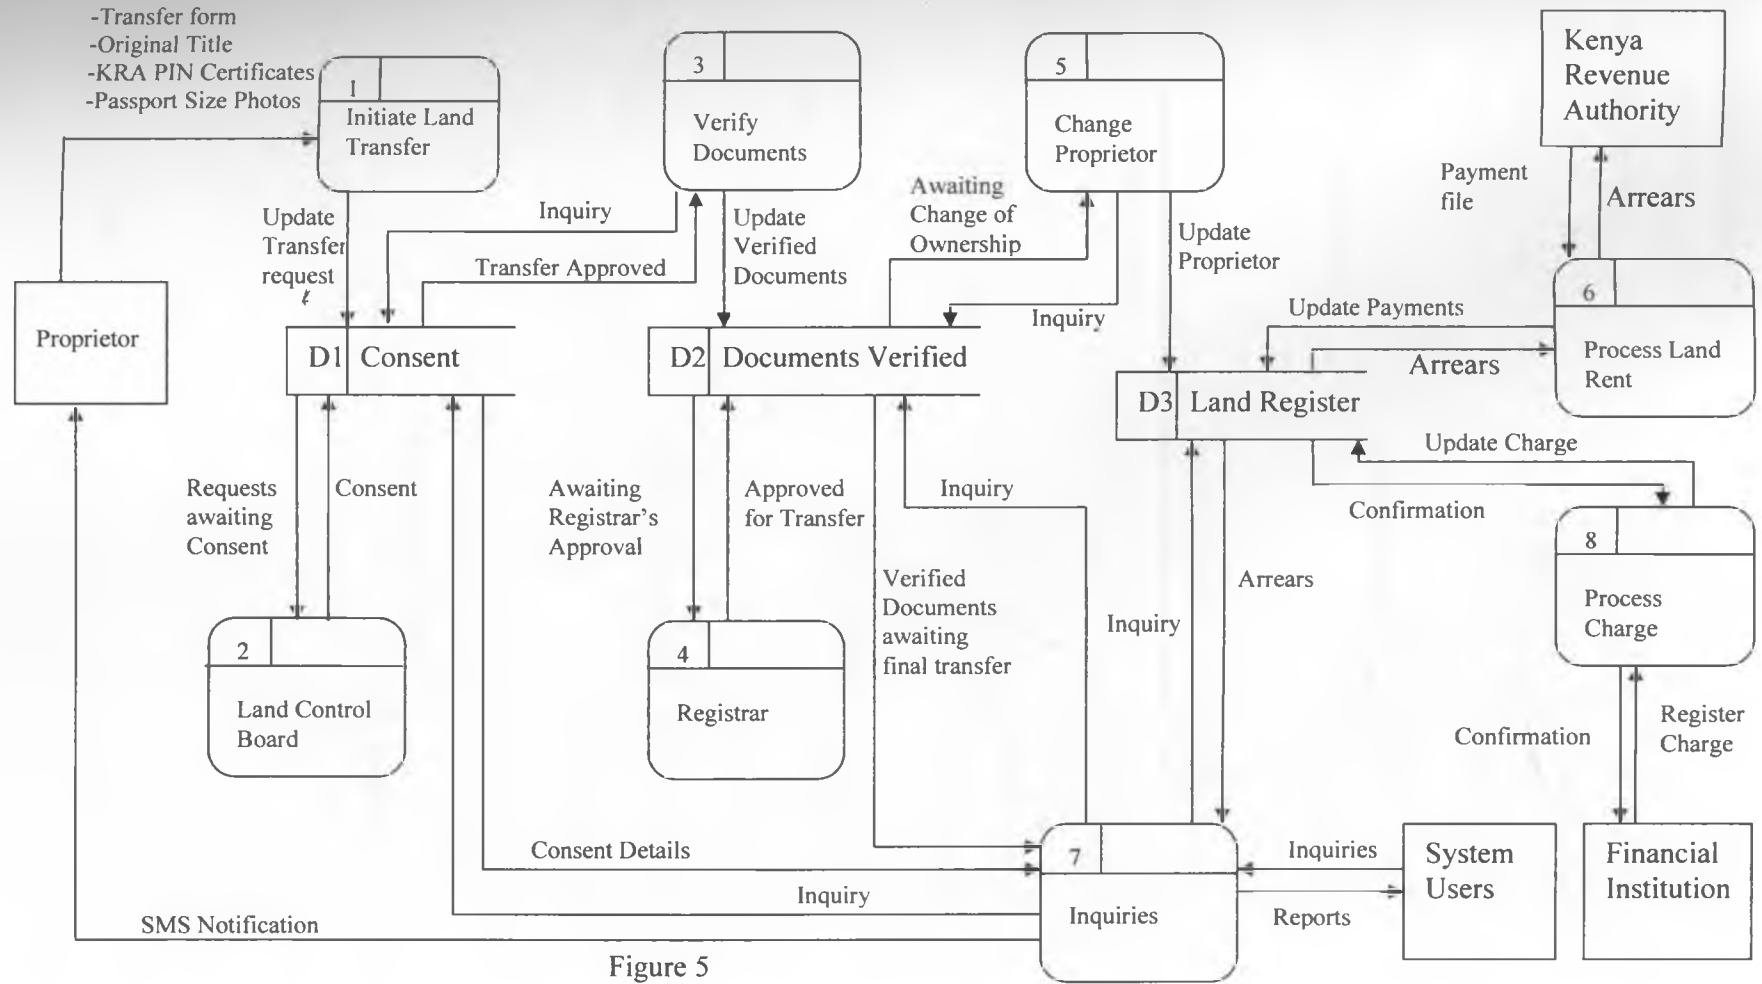 -Transfer form
-Original Title
-KRA PIN Certificates
-Passport Size Photos
1
Initiate Land
Transfer
3
Verify
Documents
5
Change
Proprietor
Kenya
Revenue
Authority
Payment
file
Arrears
Update
Transfer
request
Inquiry
Transfer Approved
Update
Verified
Documents
Awaiting
Change of
Ownership
Inquiry
Update
Proprietor
6
Process Land
Rent
Update Payments
Arrears
Proprietor
D1 Consent
D2 Documents Verified
D3 Land Register
Update Charge
Confirmation
Requests
awaiting
Consent
Consent
Awaiting
Registrar's
Approval
Approved
for Transfer
Inquiry
Verified
Documents
awaiting
final transfer
Inquiry
Arrears
8
Process
Charge
2
Land Control
Board
4
Registrar
Confirmation
Register
Charge
Consent Details
Inquiry
SMS Notification
7
Inquiries
Inquiries
Reports
System
Users
Financial
Institution
Figure 5